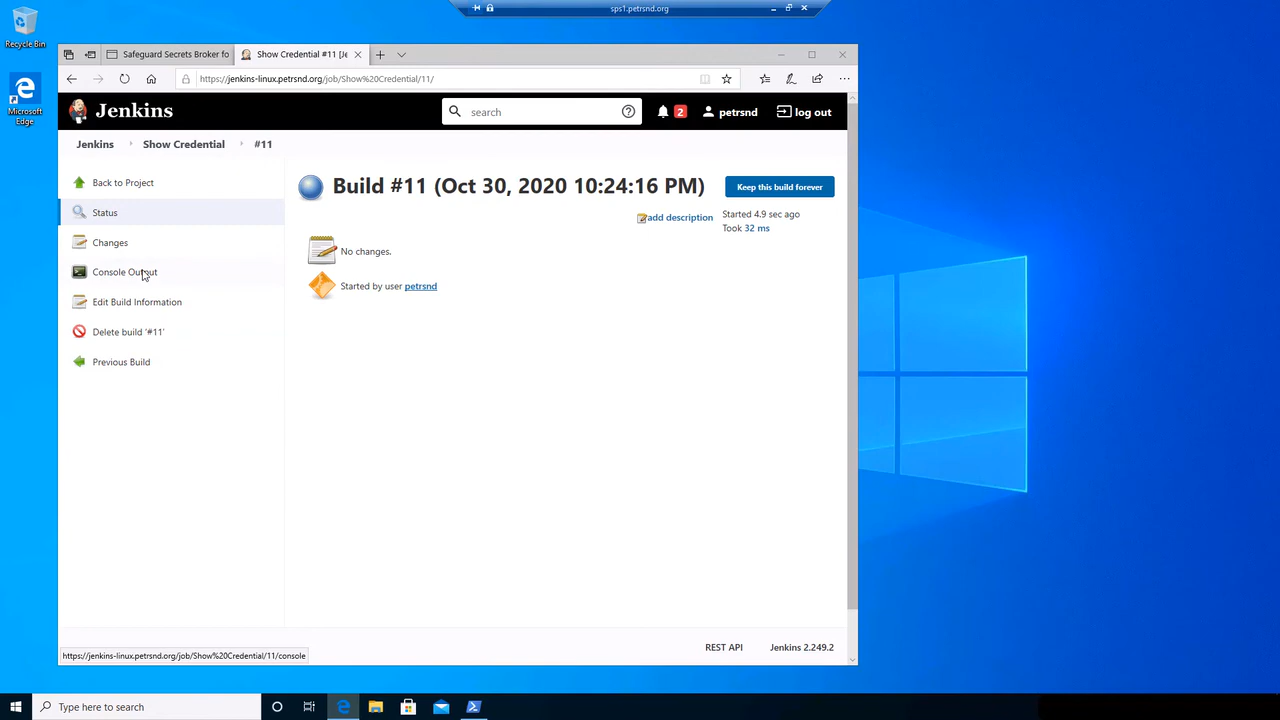 sps1.petrsnd.org
Recycle Bin
Microsoft
Edge
Safeguard Secrets Broker fo
Show Credential #11 [Je
https://jenkins-linux.petrsnd.org/job/Show%20Credential/11/
Jenkins
search
2
petrsnd
log out
Jenkins
Show Credential
#11
Back to Project
Status
Changes
Console Output
Edit Build Information
Delete build '#11'
Previous Build
Build #11 (Oct 30, 2020 10:24:16 PM)
Keep this build forever
add description
Started 4.9 sec ago
Took 32 ms
No changes.
Started by user petrsnd
REST API
Jenkins 2.249.2
https://jenkins-linux.petrsnd.org/job/Show%20Credential/11/console
Type here to search